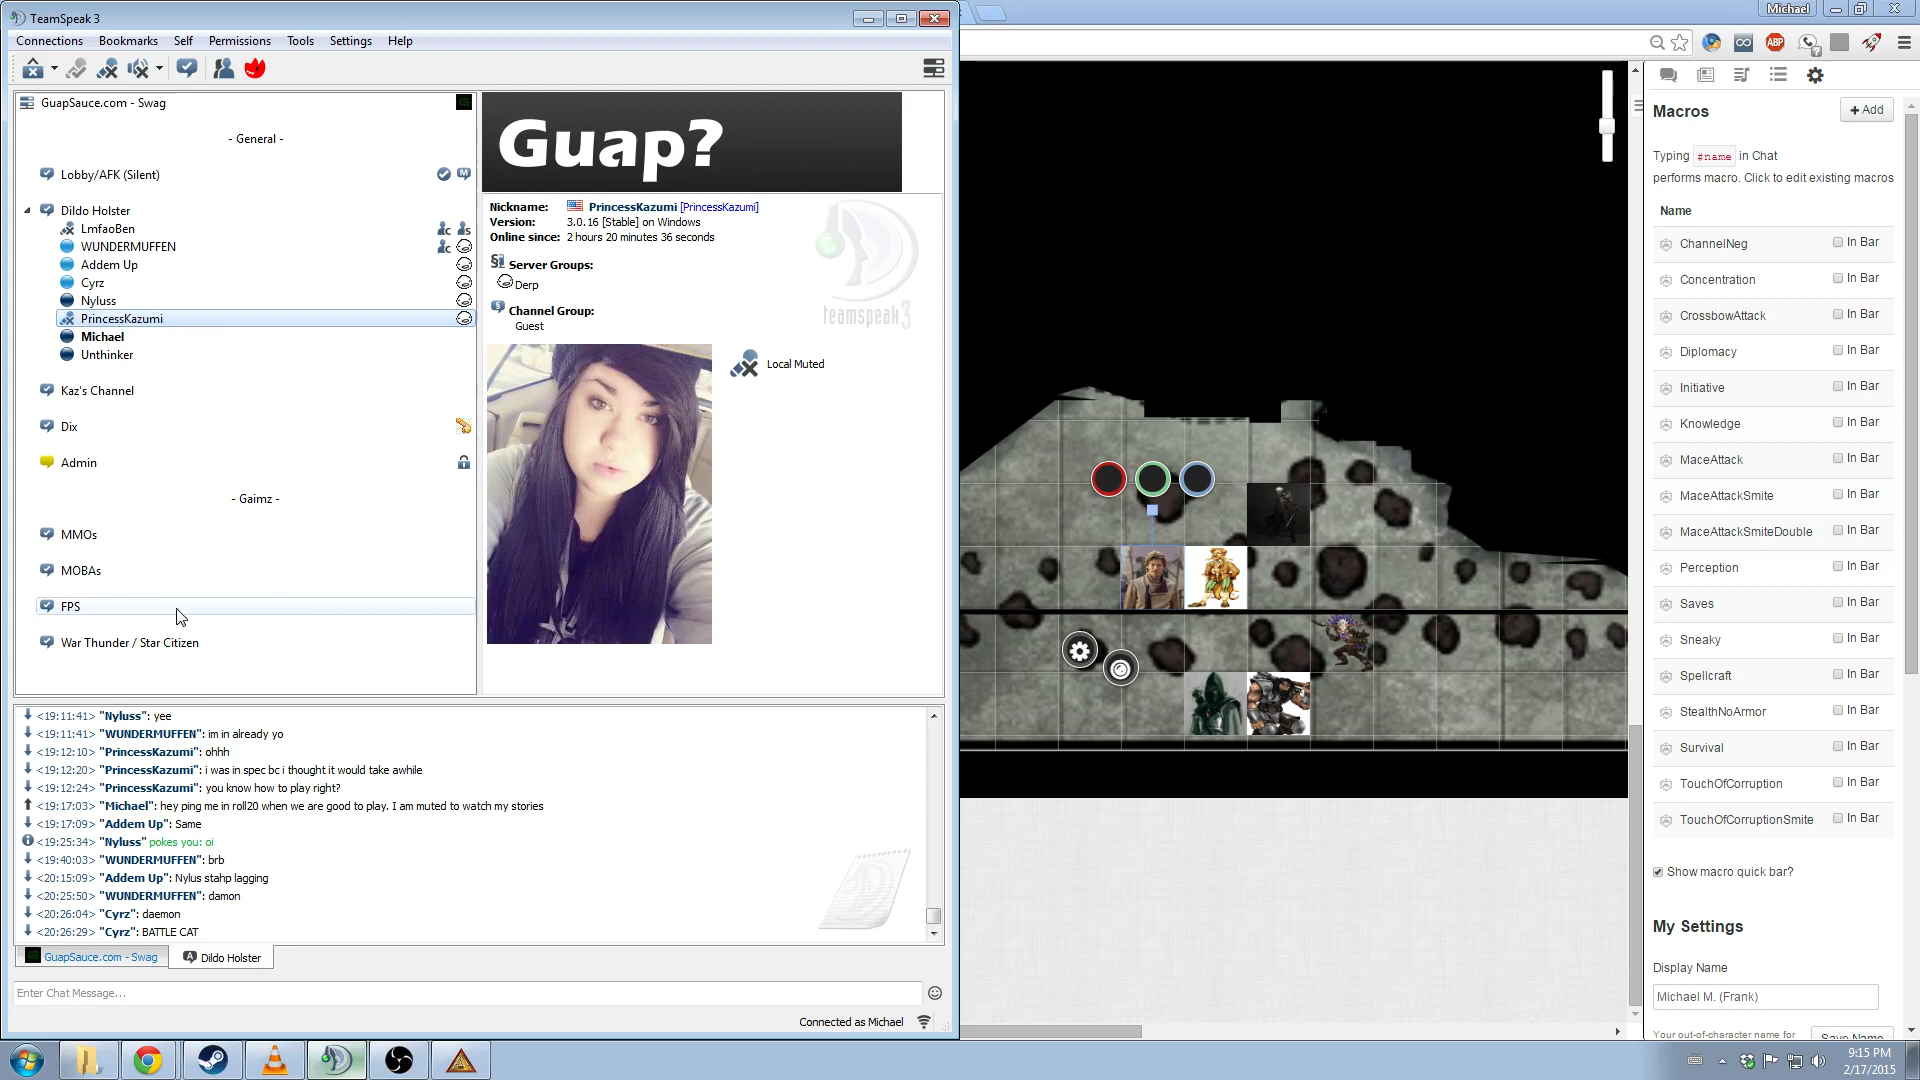 TeamSpeak 3
Connections Bookmarks Self Permissions Tools Settings Help
GuapSauce.com - Swag
- General -
Lobby/AFK (Silent)
Dildo Holster
LmfaoBen
WUNDERMUFFEN
Addem Up
Cyrz
Nyluss
PrincessKazumi
Michael
Unthinker
Kaz's Channel
Dix
Admin
- Gaimz -
MMOs
MOBAs
FPS
War Thunder / Star Citizen
Guap?
Nickname: PrincessKazumi [PrincessKazumi]
Version: 3.0.16 [Stable] on Windows
Online since: 2 hours 20 minutes 36 seconds
Server Groups:
Derp
Channel Group:
Guest
teamspeak3
Local Muted
<19:11:41> "Nyluss": yee
<19:11:41> "WUNDERMUFFEN": im in already yo
<19:12:10> "PrincessKazumi": ohhh
<19:12:20> "PrincessKazumi": i was in spec bc i thought it would take awhile
<19:12:24> "PrincessKazumi": you know how to play right?
<19:17:03> "Michael": hey ping me in roll20 when we are good to play. I am muted to watch my stories
<19:17:09> "Addem Up": Same
<19:25:34> "Nyluss" pokes you: oi
<19:40:03> "WUNDERMUFFEN": brb
<20:15:09> "Addem Up": Nylus stahp lagging
<20:25:50> "WUNDERMUFFEN": damon
<20:26:04> "Cyrz": daemon
<20:26:29> "Cyrz": BATTLE CAT
GuapSauce.com - Swag Dildo Holster
Enter Chat Message...
Connected as Michael
Michael
ABP
Macros
+ Add
Typing #name in Chat
performs macro. Click to edit existing macros
Name
ChannelNeg In Bar
Concentration In Bar
CrossbowAttack In Bar
Diplomacy In Bar
Initiative In Bar
Knowledge In Bar
MaceAttack In Bar
MaceAttackSmite In Bar
MaceAttackSmiteDouble In Bar
Perception In Bar
Saves In Bar
Sneaky In Bar
Spellcraft In Bar
StealthNoArmor In Bar
Survival In Bar
TouchOfCorruption In Bar
TouchOfCorruptionSmite In Bar
Show macro quick bar?
My Settings
Display Name
Michael M. (Frank)
Your out-of-character name for
Save Name
9:15 PM
2/17/2015